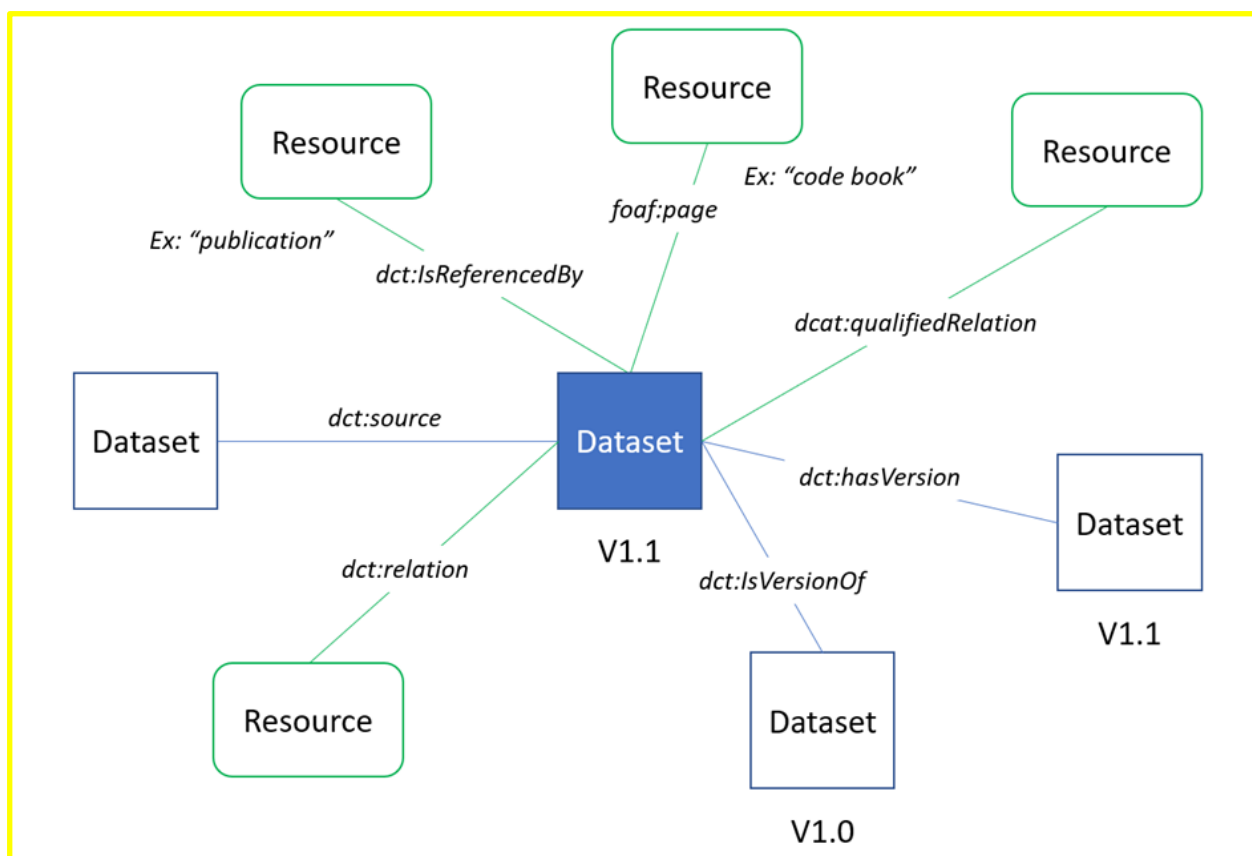 Resource
Resource
Resource
Ex: “code book”
foaf:page
Ex: “publication”
dct:IsReferencedBy
dcat:qualifiedRelation
Dataset
dct:source
Dataset
dct:hasVersion
Dataset
V1.1
dct:relation
dct:IsVersionOf
V1.1
Resource
Dataset
V1.0